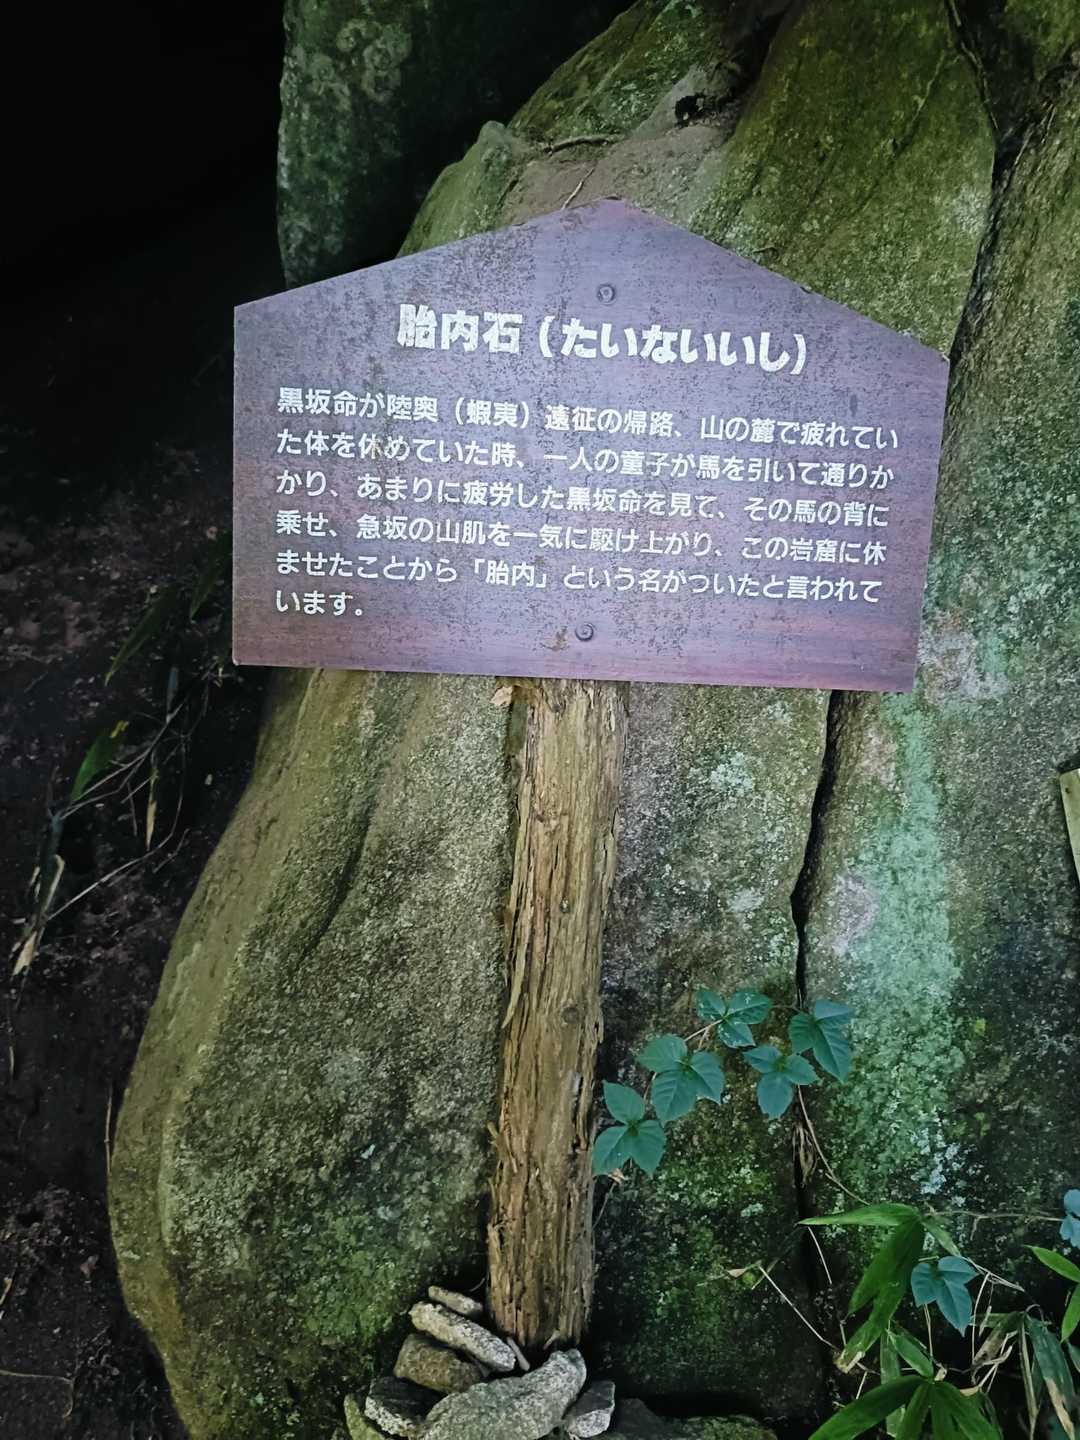 胎内石（たいないいし）
黒坂命が陸奥（蝦夷）遠征の帰路、山の麓で疲れてい
た体を休めていた時、一人の童子が馬を引いて通りか
かり、あまりに疲労した黒坂命を見て、その馬の背に
乗せ、急坂の山肌を一気に駆け上がり、この岩窟に休
ませたことから「胎内」という名がついたと言われて
います。